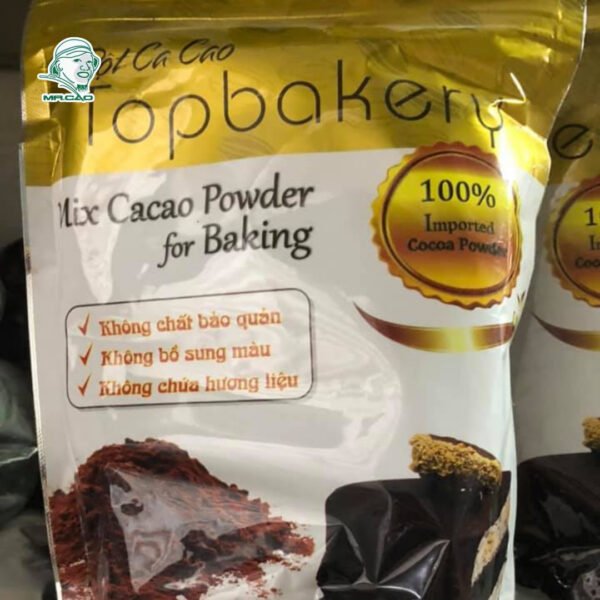 Bột Ca Cao
MR.CAO
Topbakery
Mix Cacao Powder
for Baking
100%
Imported
Cocoa Powder
Không chất bảo quản
Không bổ sung màu
Không chứa hương liệu